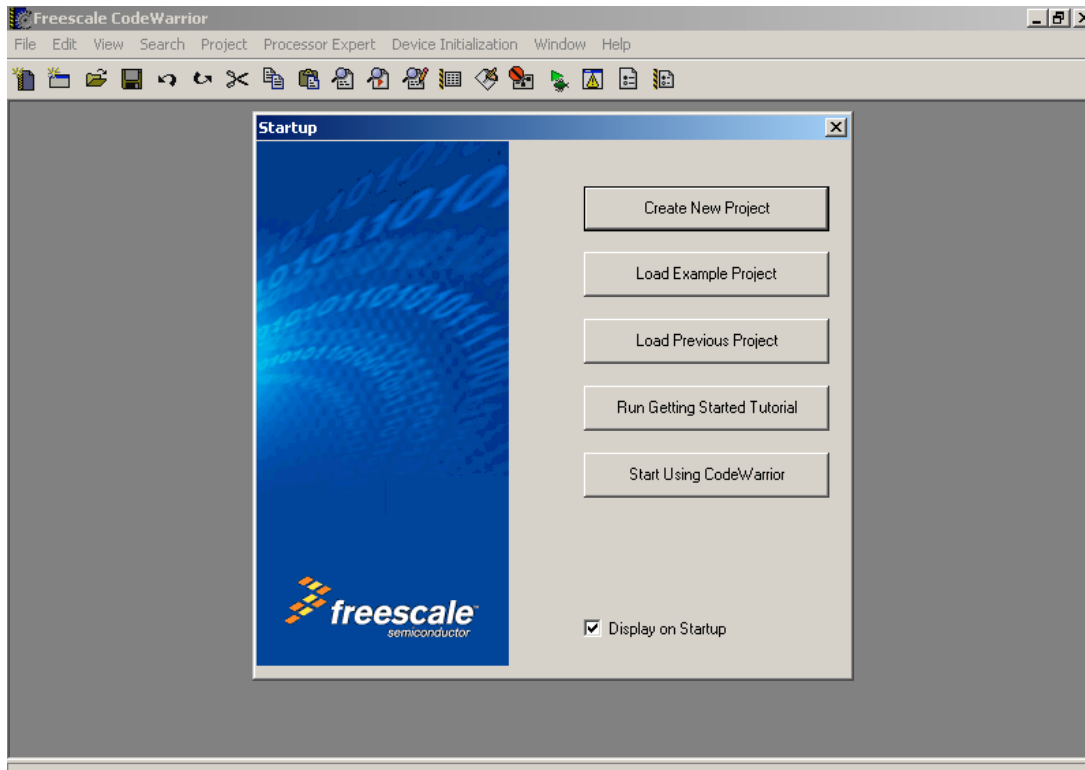 Freescale CodeWarrior
File Edit View Search Project Processor Expert Device Initialization Window Help
Startup
Create New Project
Load Example Project
Load Previous Project
Run Getting Started Tutorial
Start Using CodeWarrior
freescale™
semiconductor
Display on Startup